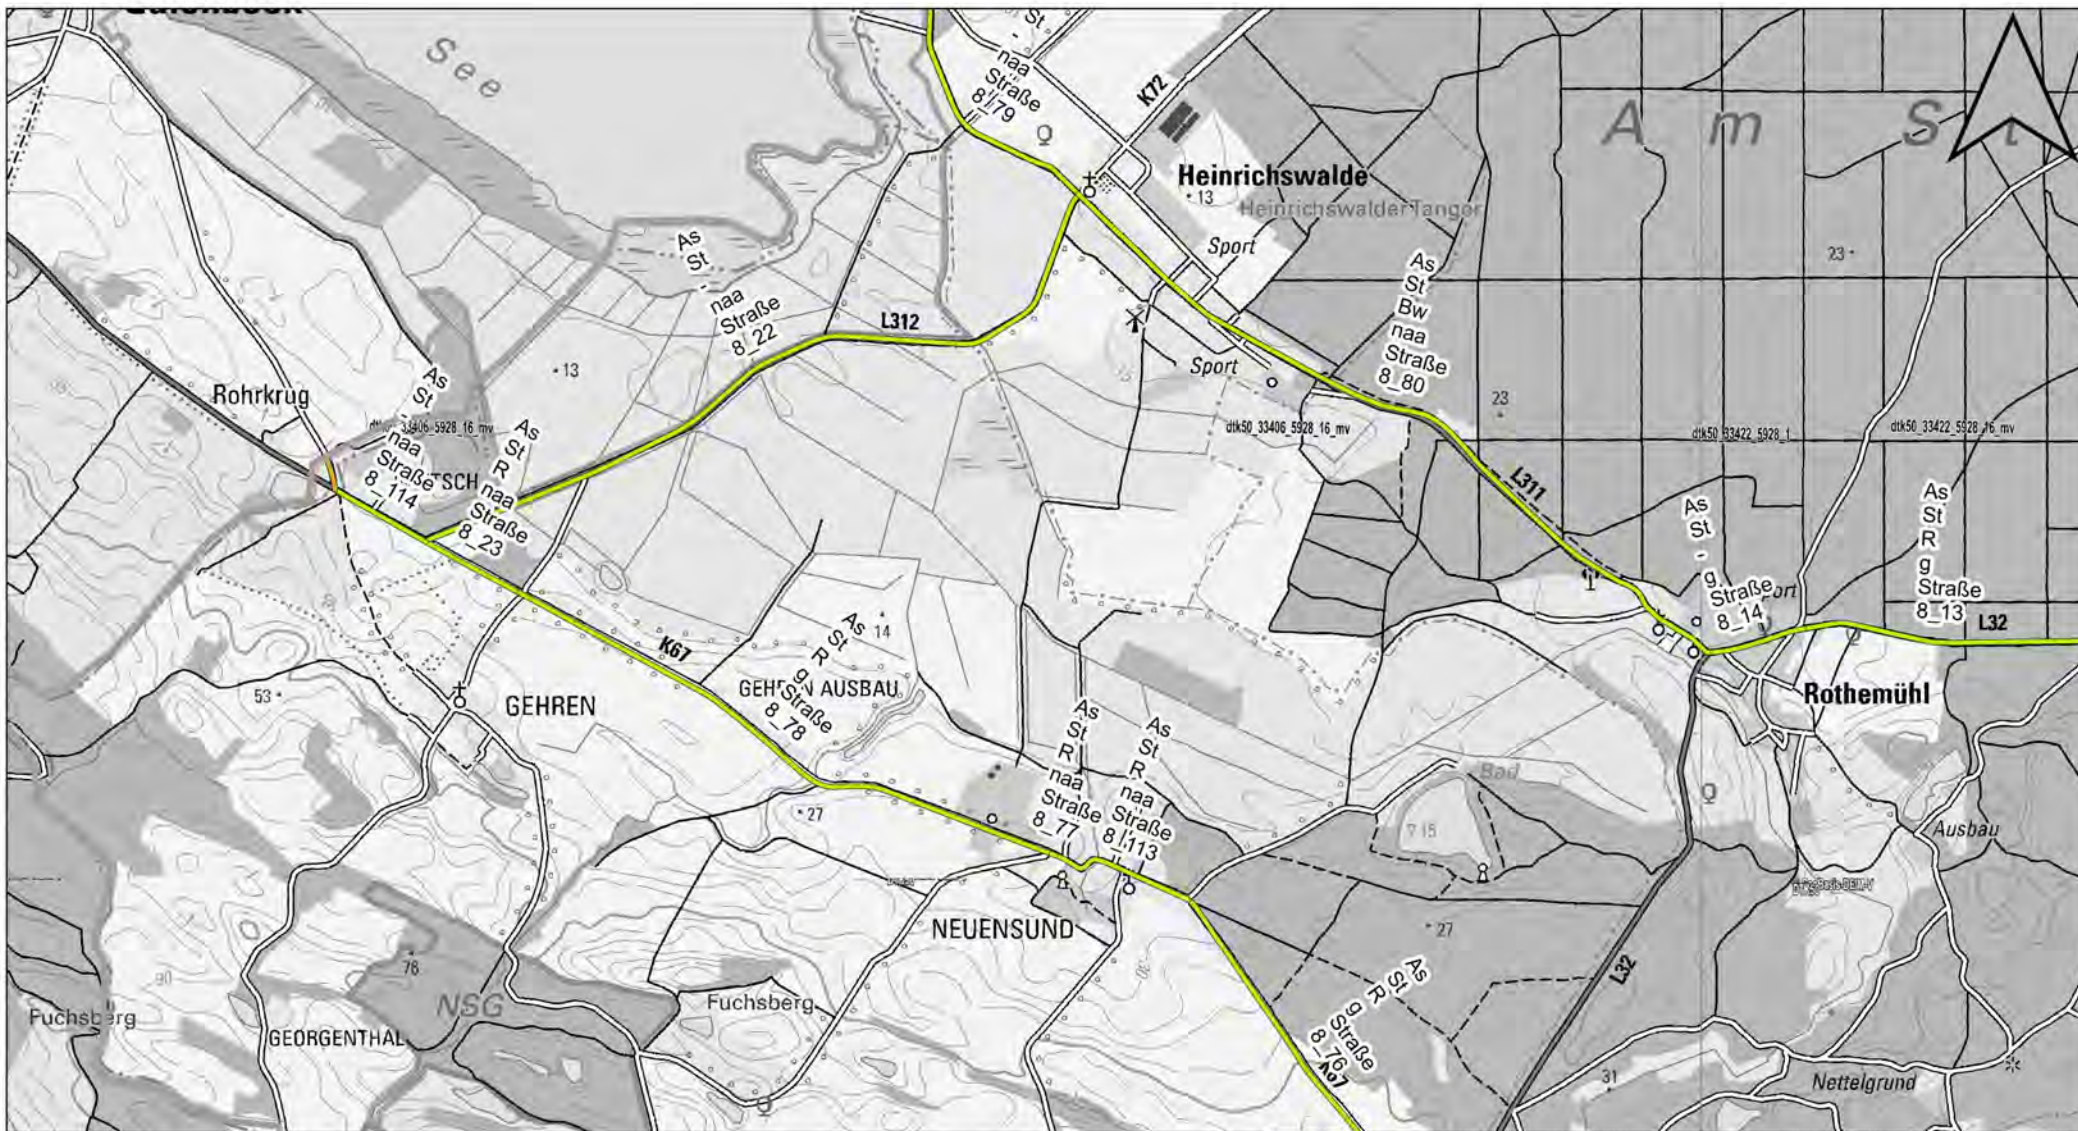 See
St
-
naa
Straße
8_79
K72
A m S t
Heinrichswalde
13
Heinrichswalder Tanger
Sport
23
As
St
-
naa
Straße
8_22
L312
As
St
Bw
naa
Straße
8_80
Sport
13
Rohrkrug
As
St
-
naa
Straße
8_114
As
St
R
naa
Straße
8_23
23
dtk50_33406_5928_16_mv
dtk50_33422_5928_1
dtk50_33422_5928_16_mv
L311
As
St
-
g
Straße
8_14
As
St
R
g
Straße
8_13
L32
K67
As
St
R
g
Straße
8_78
14
53
GEHREN
GEHREN AUSBAU
Rothemühl
As
St
R
naa
Straße
8_77
As
St
R
naa
Straße
8_113
Bad
27
15
Ausbau
NEUENSUND
27
76
90
NSG
Fuchsberg
Fuchsberg
GEORGENTHAL
As
St
R
g
Straße
8_76
K67
L32
31
Nettelgrund